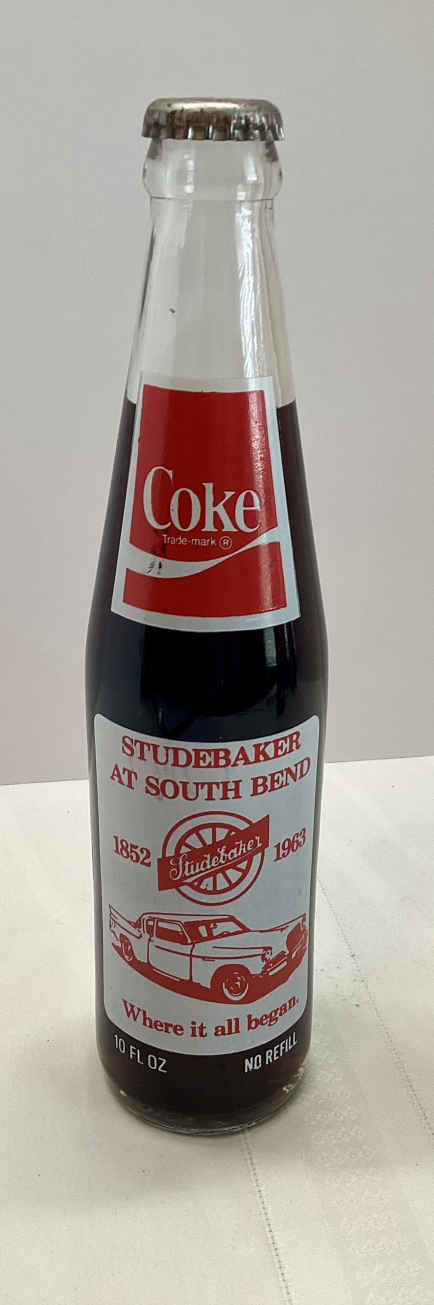 Coke
Trade-mark ®
STUDEBAKER
AT SOUTH BEND
1852 Studebaker 1963
Where it all began.
10 FL OZ NO REFILL